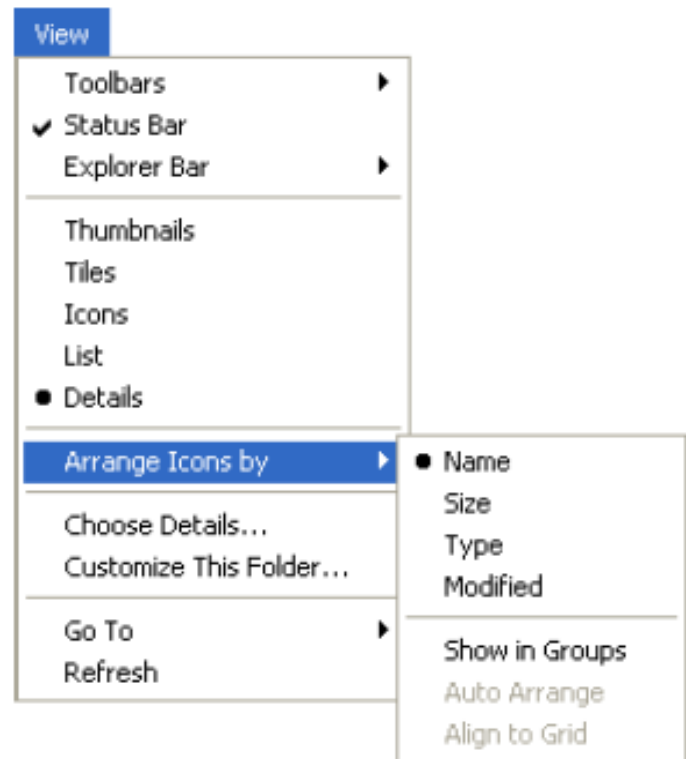 View
Toolbars
Status Bar
Explorer Bar
Thumbnails
Tiles
Icons
List
Details
Arrange Icons by
Name
Size
Type
Modified
Show in Groups
Auto Arrange
Align to Grid
Choose Details...
Customize This Folder...
Go To
Refresh